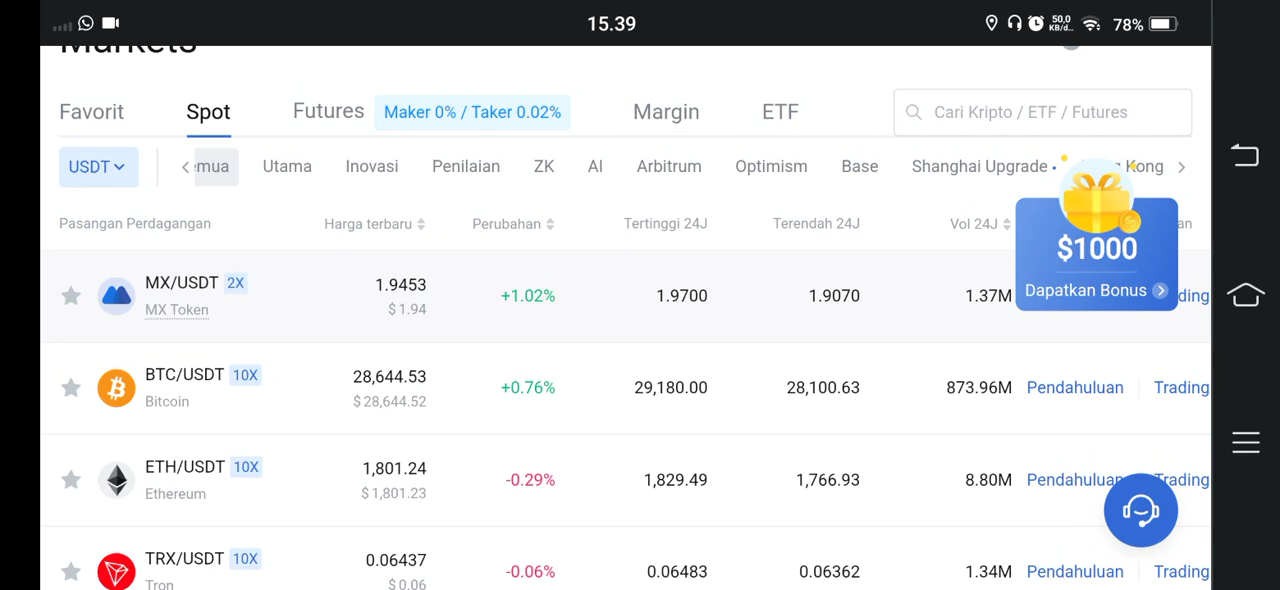 15.39
50,0
KB/d...
78%
Markets
Favorit
Spot
Futures
Maker 0% / Taker 0.02%
Margin
ETF
Cari Kripto / ETF / Futures
USDT
emua
Utama
Inovasi
Penilaian
ZK
AI
Arbitrum
Optimism
Base
Shanghai Upgrade
Kong
Pasangan Perdagangan
Harga terbaru
Perubahan
Tertinggi 24J
Terendah 24J
Vol 24J
an
$1000
Dapatkan Bonus
MX/USDT 2X
MX Token
1.9453
$ 1.94
+1.02%
1.9700
1.9070
1.37M
ding
BTC/USDT 10X
Bitcoin
28,644.53
$ 28,644.52
+0.76%
29,180.00
28,100.63
873.96M
Pendahuluan
Trading
ETH/USDT 10X
Ethereum
1,801.24
$ 1,801.23
-0.29%
1,829.49
1,766.93
8.80M
Pendahuluan
Trading
TRX/USDT 10X
Tron
0.06437
$ 0.06
-0.06%
0.06483
0.06362
1.34M
Pendahuluan
Trading